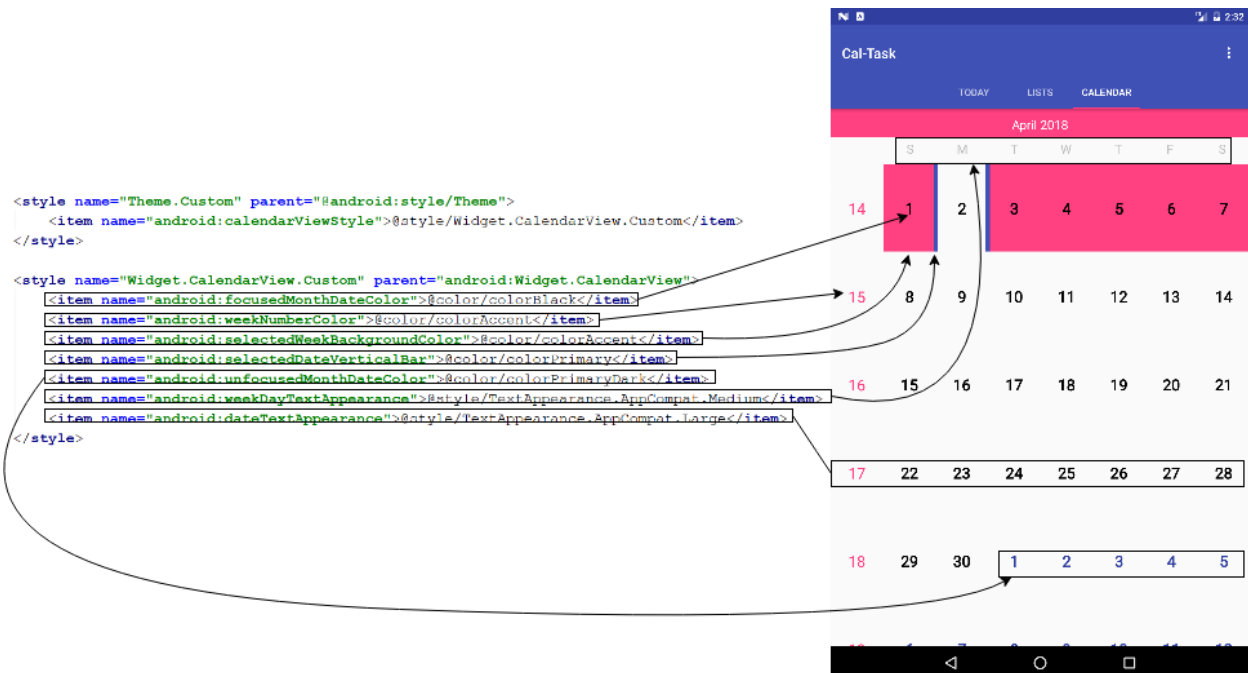 <style name="Theme.Custom" parent="@android:style/Theme">
<item name="android:calendarViewStyle">@style/Widget.CalendarView.Custom</item>
</style>
<style name="Widget.CalendarView.Custom" parent="android:Widget.CalendarView">
<item name="android:focusedMonthDateColor">@color/colorBlack</item>
<item name="android:weekNumberColor">@color/colorAccent</item>
<item name="android:selectedWeekBackgroundColor">@color/colorAccent</item>
<item name="android:selectedDateVerticalBar">@color/colorPrimary</item>
<item name="android:unfocusedMonthDateColor">@color/colorPrimaryDark</item>
<item name="android:weekDayTextAppearance">@style/TextAppearance.AppCompat.Medium</item>
<item name="android:dateTextAppearance">@style/TextAppearance.AppCompat.Large</item>
</style>
2:32
Cal-Task
TODAY LISTS CALENDAR
April 2018
S M T W T F S
14 1 2 3 4 5 6 7
15 8 9 10 11 12 13 14
16 15 16 17 18 19 20 21
17 22 23 24 25 26 27 28
18 29 30 1 2 3 4 5